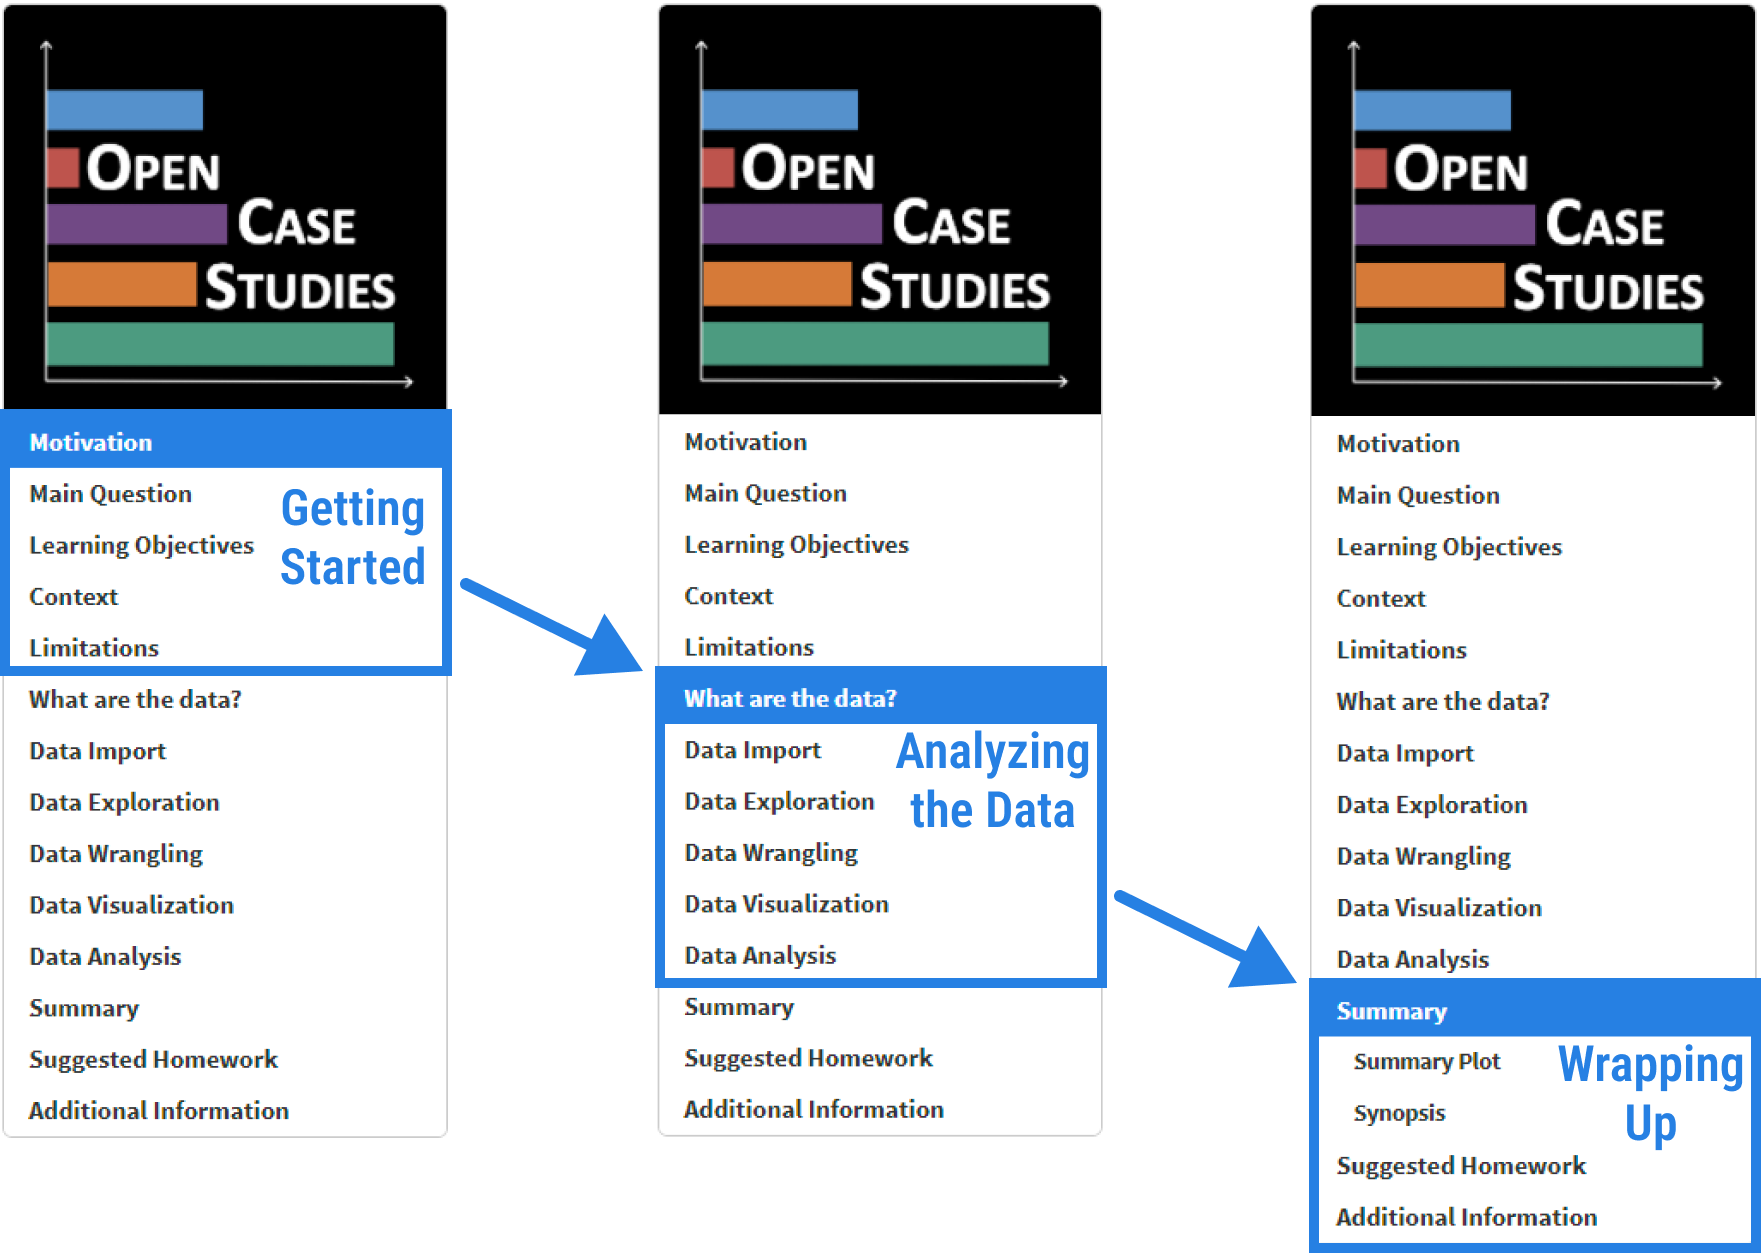 OPEN
CASE
STUDIES
Motivation
Main Question
Learning Objectives
Context
Limitations
Getting
Started
What are the data?
Data Import
Data Exploration
Data Wrangling
Data Visualization
Data Analysis
Summary
Suggested Homework
Additional Information
OPEN
CASE
STUDIES
Motivation
Main Question
Learning Objectives
Context
Limitations
What are the data?
Data Import
Data Exploration
Data Wrangling
Data Visualization
Data Analysis
Analyzing
the Data
Summary
Suggested Homework
Additional Information
OPEN
CASE
STUDIES
Motivation
Main Question
Learning Objectives
Context
Limitations
What are the data?
Data Import
Data Exploration
Data Wrangling
Data Visualization
Data Analysis
Summary
Summary Plot
Synopsis
Suggested Homework
Additional Information
Wrapping
Up